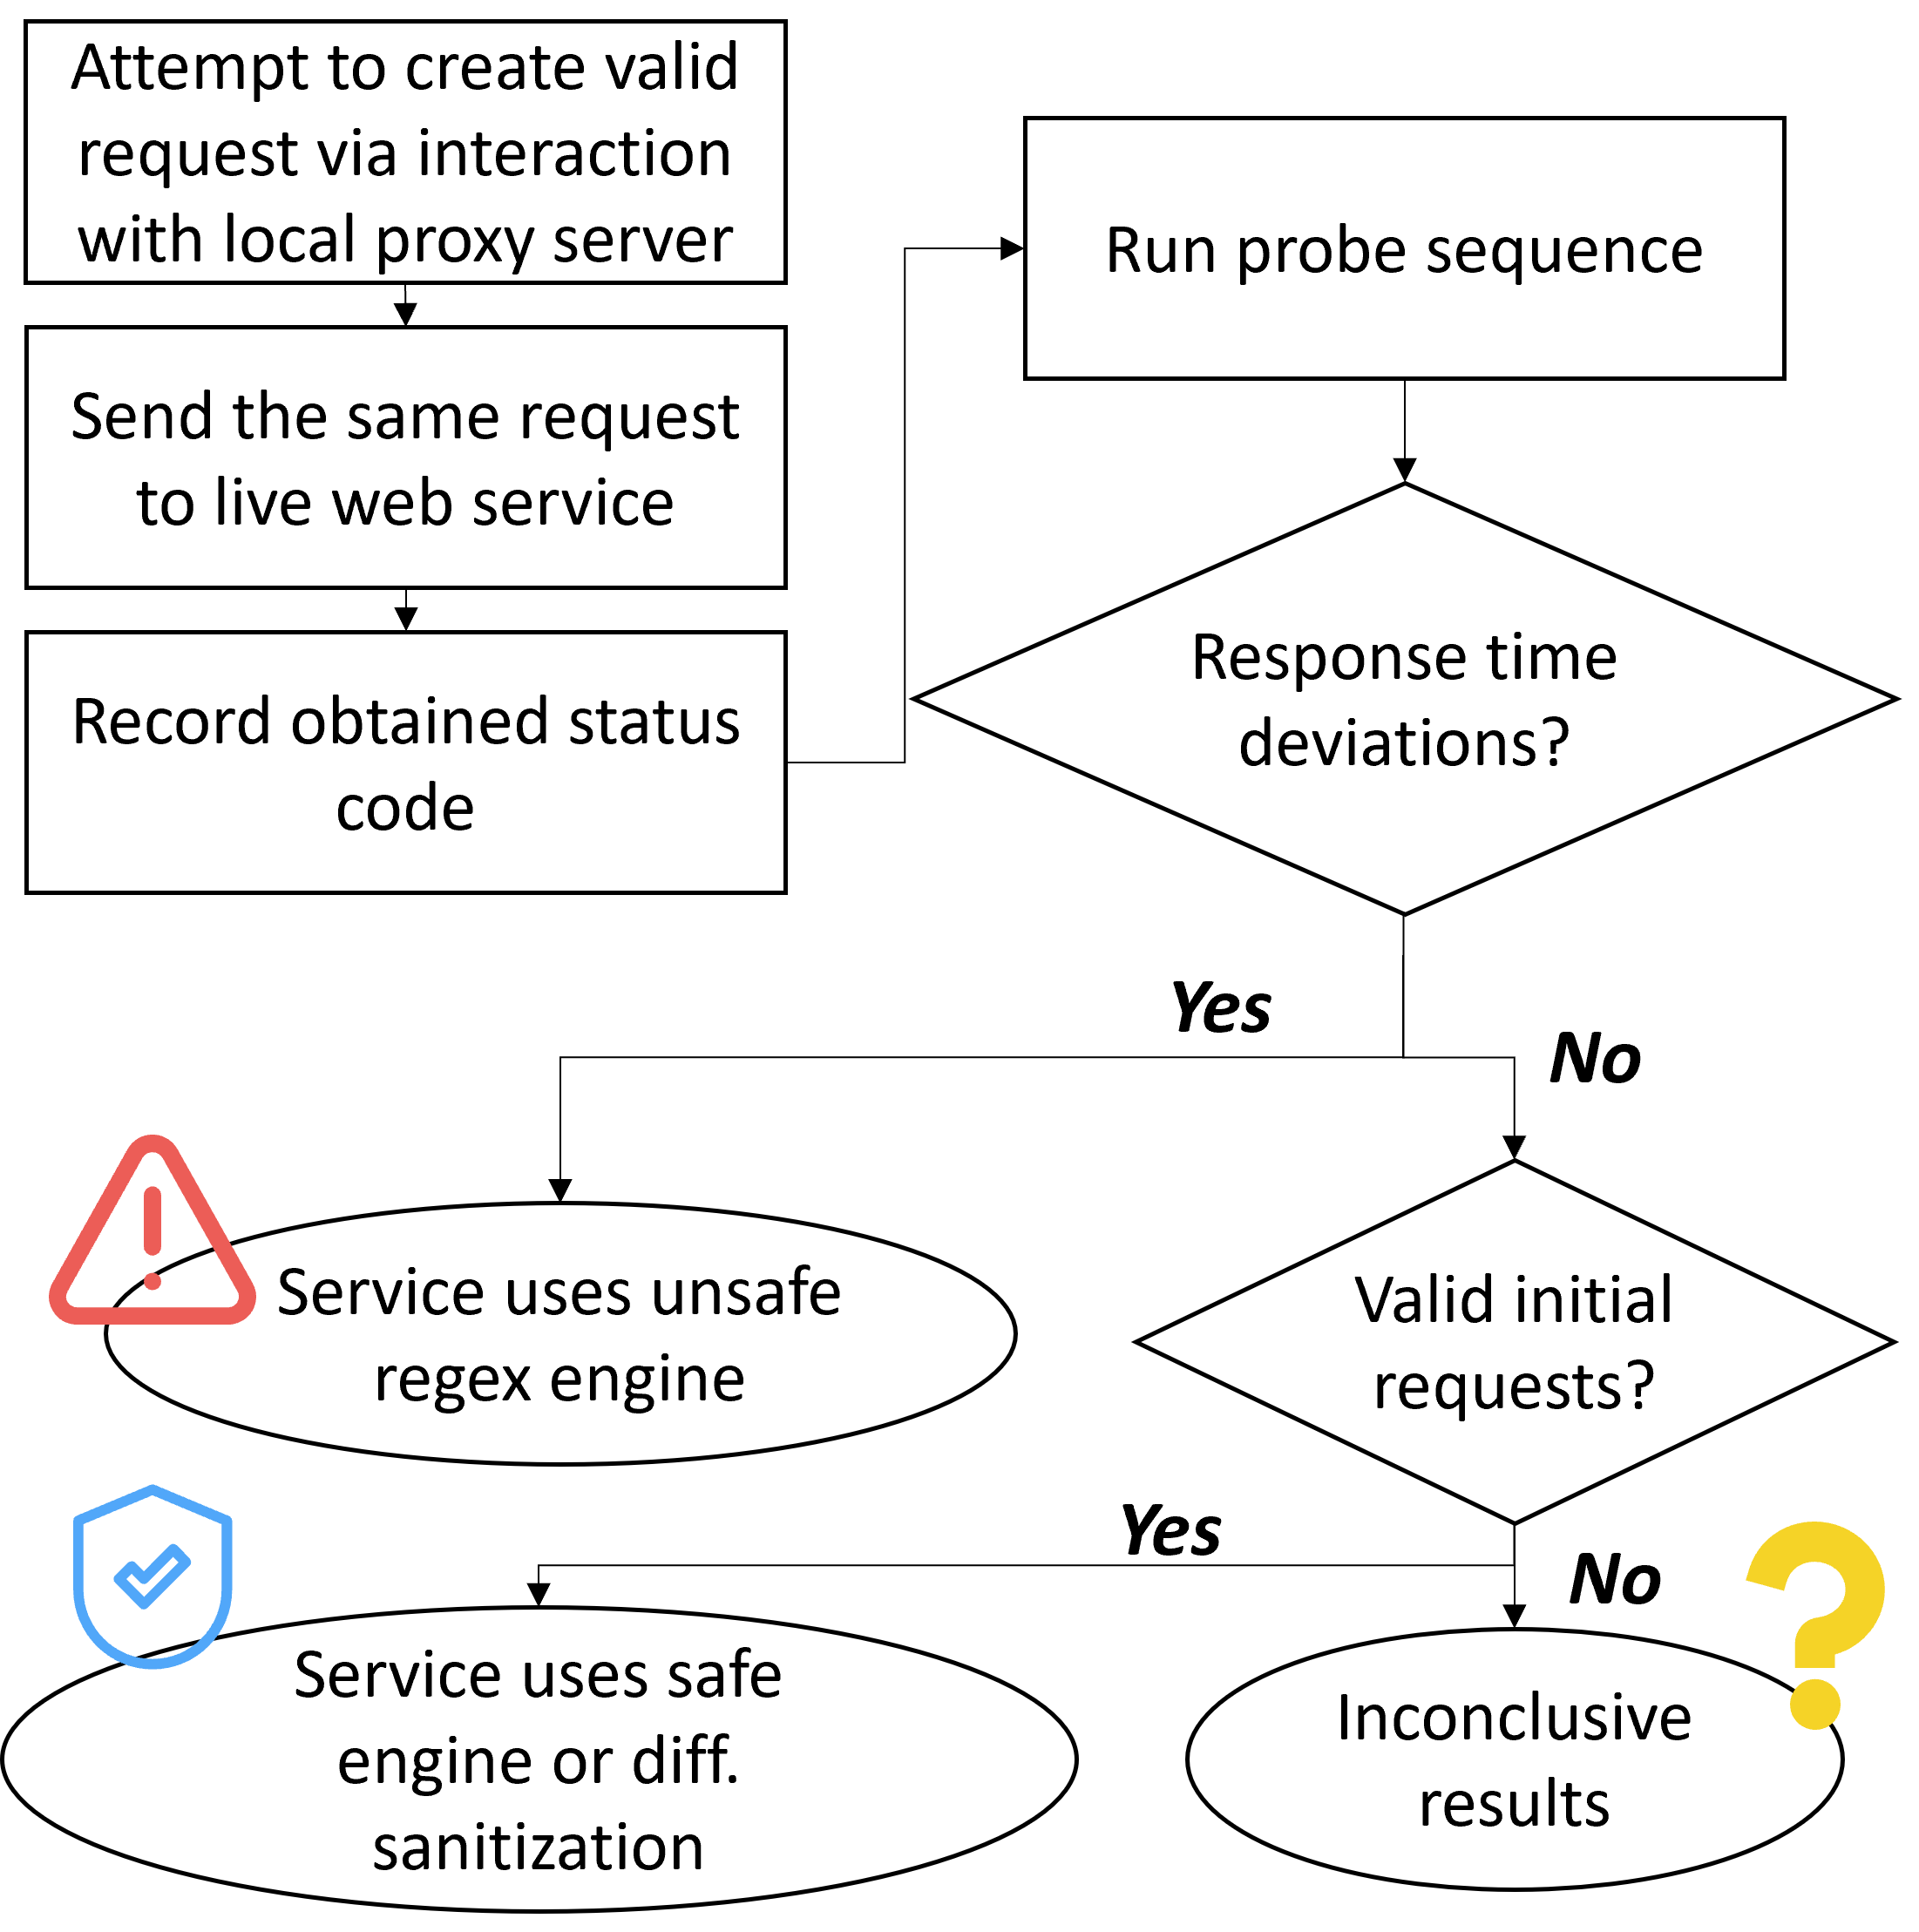 Attempt to create valid
request via interaction
with local proxy server
Send the same request
to live web service
Record obtained status
code
Run probe sequence
Response time
deviations?
Yes
No
Service uses unsafe
regex engine
Valid initial
requests?
Yes
No
Service uses safe
engine or diff.
sanitization
Inconclusive
results